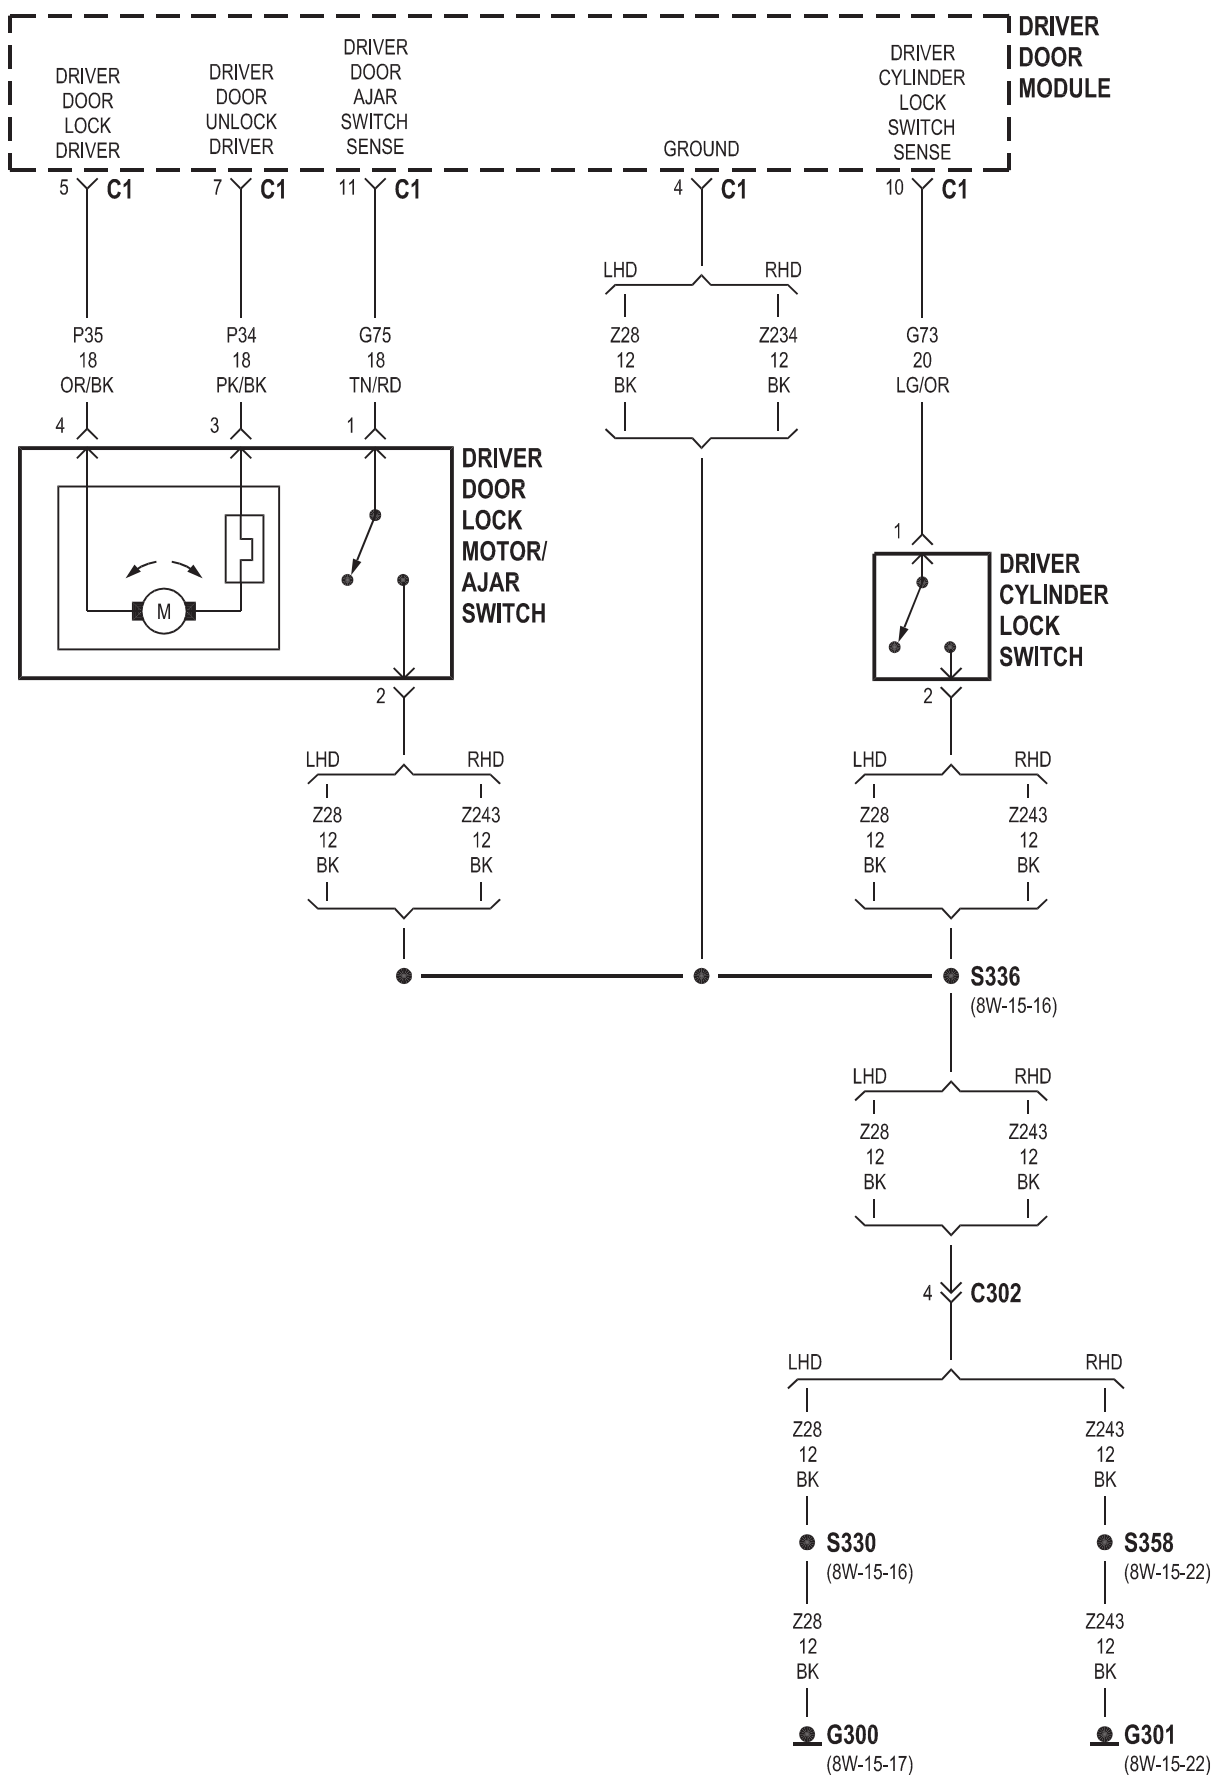 DRIVER
DOOR
MODULE
DRIVER
DOOR
LOCK
DRIVER
DRIVER
DOOR
UNLOCK
DRIVER
DRIVER
DOOR
AJAR
SWITCH
SENSE
GROUND
DRIVER
CYLINDER
LOCK
SWITCH
SENSE
5 C1
7 C1
11 C1
4 C1
10 C1
LHD RHD
P35
18
OR/BK
P34
18
PK/BK
G75
18
TN/RD
Z28
12
BK
Z234
12
BK
G73
20
LG/OR
4
3
1
DRIVER
DOOR
LOCK
MOTOR/
AJAR
SWITCH
M
2
1
DRIVER
CYLINDER
LOCK
SWITCH
2
LHD RHD
Z28
12
BK
Z243
12
BK
LHD RHD
Z28
12
BK
Z243
12
BK
S336
(8W-15-16)
LHD RHD
Z28
12
BK
Z243
12
BK
4 C302
LHD RHD
Z28
12
BK
Z243
12
BK
S330
(8W-15-16)
S358
(8W-15-22)
Z28
12
BK
Z243
12
BK
G300
(8W-15-17)
G301
(8W-15-22)